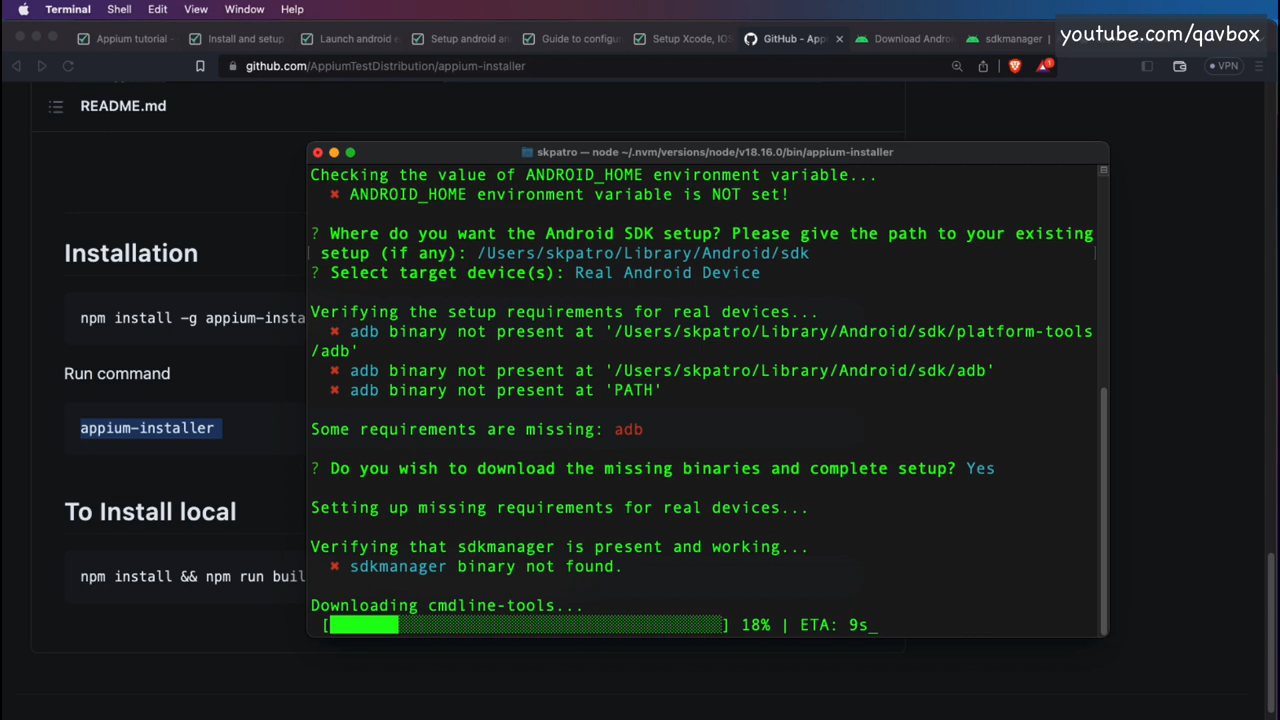 Terminal Shell Edit View Window Help
youtube.com/qavbox
Appium tutorial - Install and setup Launch android e Setup android an Guide to configu Setup Xcode, IOS GitHub - Appi Download Andro sdkmanager
github.com/AppiumTestDistribution/appium-installer
1
VPN
README.md
Installation
npm install -g appium-insta
Run command
appium-installer
To Install local
npm install && npm run buil
skpatro — node ~/.nvm/versions/node/v18.16.0/bin/appium-installer
Checking the value of ANDROID_HOME environment variable...
✖ ANDROID_HOME environment variable is NOT set!
? Where do you want the Android SDK setup? Please give the path to your existing
setup (if any): /Users/skpatro/Library/Android/sdk
? Select target device(s): Real Android Device
Verifying the setup requirements for real devices...
✖ adb binary not present at '/Users/skpatro/Library/Android/sdk/platform-tools
/adb'
✖ adb binary not present at '/Users/skpatro/Library/Android/sdk/adb'
✖ adb binary not present at 'PATH'
Some requirements are missing: adb
? Do you wish to download the missing binaries and complete setup? Yes
Setting up missing requirements for real devices...
Verifying that sdkmanager is present and working...
✖ sdkmanager binary not found.
Downloading cmdline-tools...
[ ] 18% | ETA: 9s_